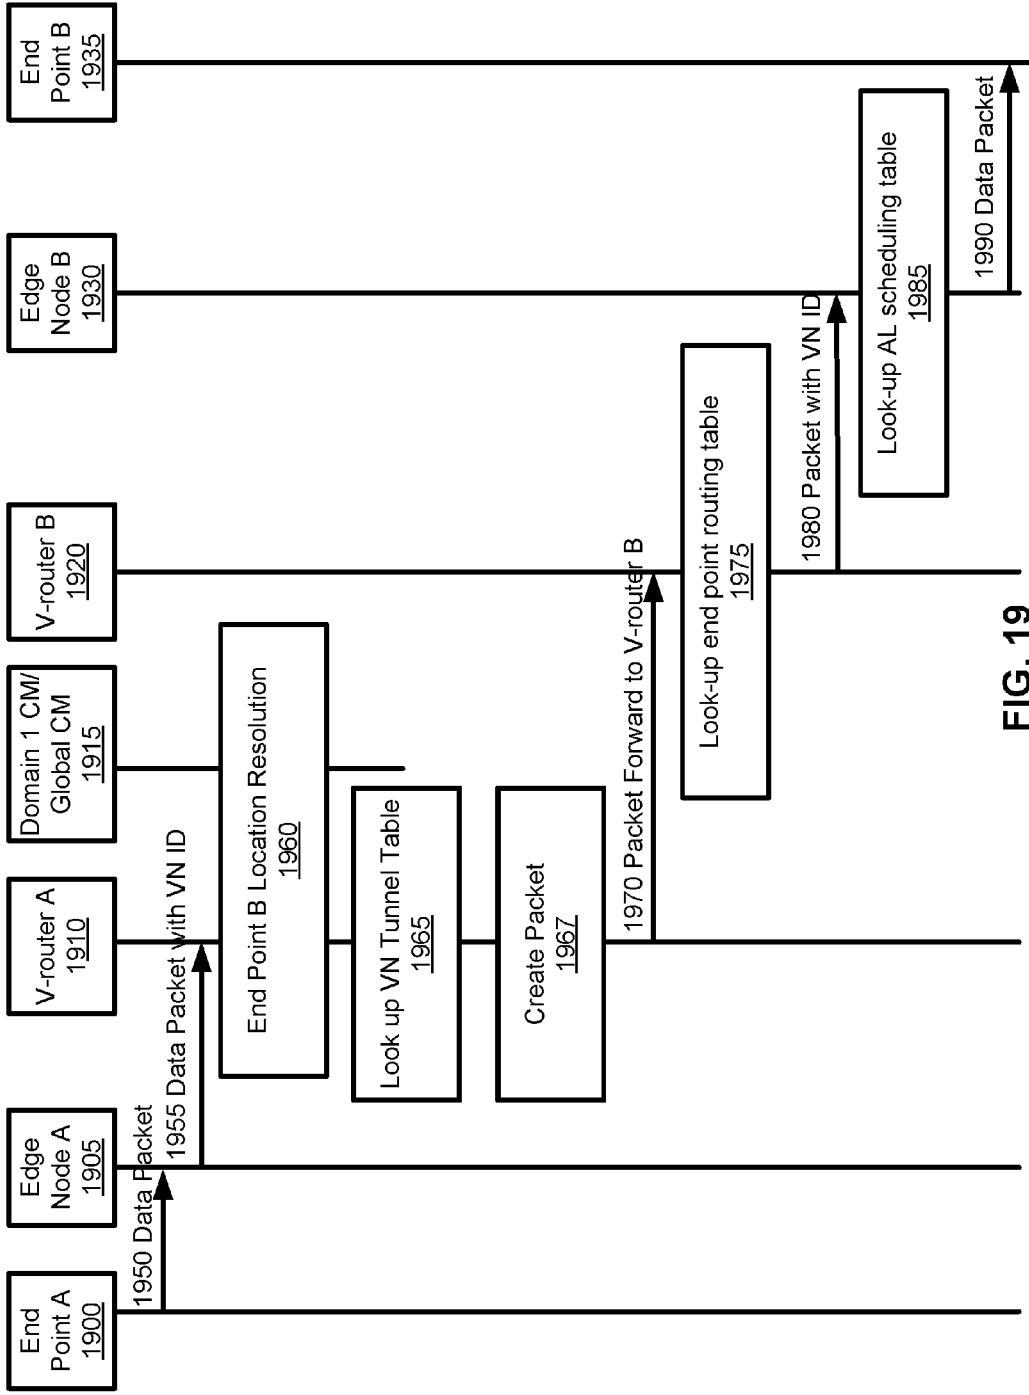 End
Point A
1900
Edge
Node A
1905
V-router A
1910
Domain 1 CM/
Global CM
1915
V-router B
1920
Edge
Node B
1930
End
Point B
1935
1950 Data Packet
1955 Data Packet with VN ID
End Point B Location Resolution
1960
Look up VN Tunnel Table
1965
Create Packet
1967
1970 Packet Forward to V-router B
Look-up end point routing table
1975
1980 Packet with VN ID
Look-up AL scheduling table
1985
1990 Data Packet
FIG. 19